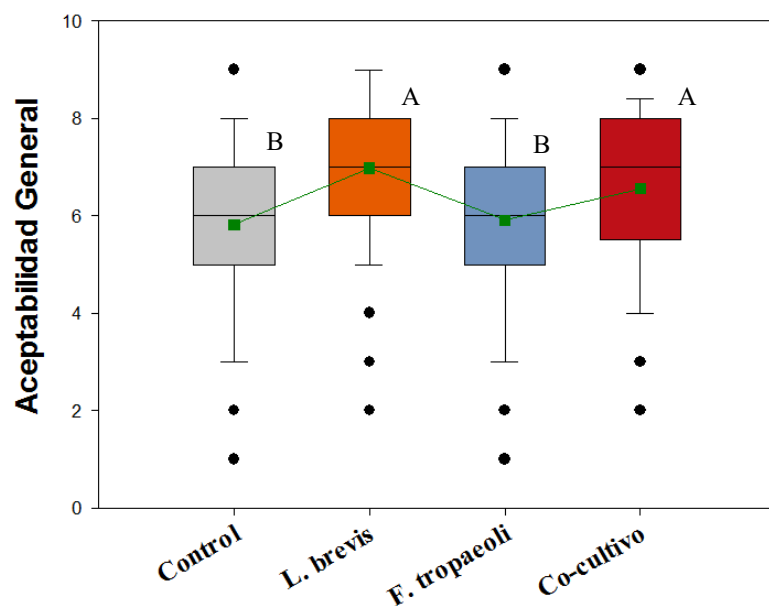 Aceptabilidad General
10
8
6
4
2
0
B
A
B
A
Control
L. brevis
F. tropaeoli
Co-cultivo